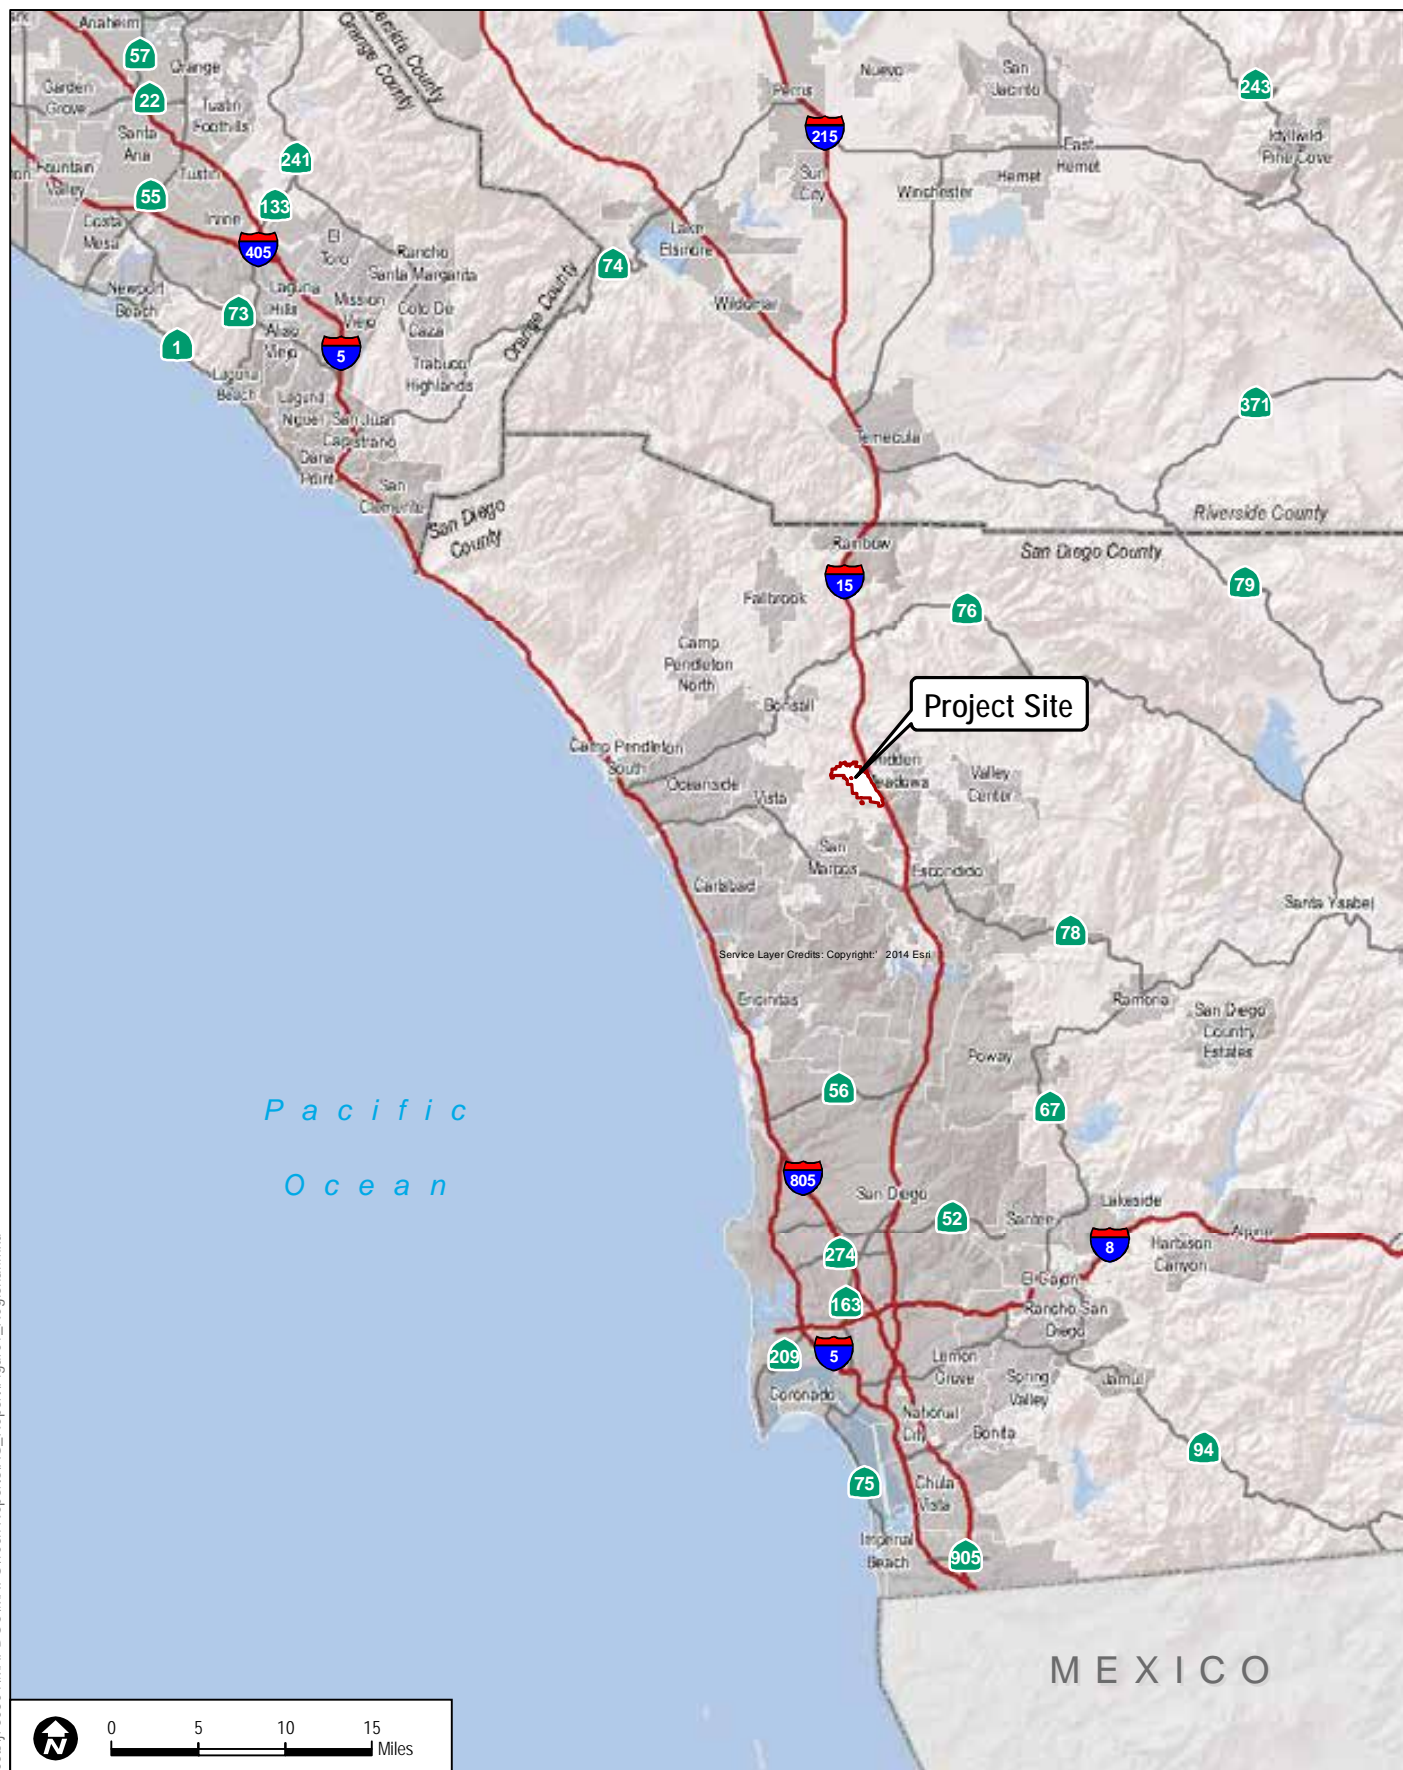 Anaheim
57
Orange
Orange County
243
Nuevo
San
Jacinto
Perris
Garden
Grove
22
Tustin
Foothills
215
Santa
Ana
Idyllwild-
Pine Cove
East
Hemet
241
Fountain
Valley
Tustin
Sun
City
Hemet
Winchester
55
133
Irvine
Costa
Mesa
405
El
Toro
Lake
Elsinore
Rancho
Santa Margarita
74
Newport
Beach
Laguna
Hills
Mission
Viejo
Coto De
Caza
Wildomar
73
Orange County
1
Aliso
Viejo
5
Trabuco
Highlands
Laguna
Beach
Laguna
Niguel
San Juan
Capistrano
371
Temecula
Dana
Point
San
Clemente
San Diego
County
Riverside County
Rainbow
San Diego County
15
79
Fallbrook
76
Camp
Pendleton
North
Project Site
Bonsall
Camp Pendleton
South
Hidden
Meadows
Valley
Center
Oceanside
Vista
San
Marcos
Escondido
Carlsbad
Santa Ysabel
78
Service Layer Credits: Copyright:' 2014 Esri
Encinitas
Ramona
San Diego
Country
Estates
Poway
56
67
Pacific
Ocean
805
San Diego
Lakeside
52
Santee
8
Alpine
Harbison
Canyon
274
El Cajon
163
Rancho San
Diego
209
5
Lemon
Grove
Spring
Valley
Jamul
Coronado
National
City
Bonita
94
75
Chula
Vista
Imperial
Beach
905
MEXICO
N
0 5 10 15
Miles